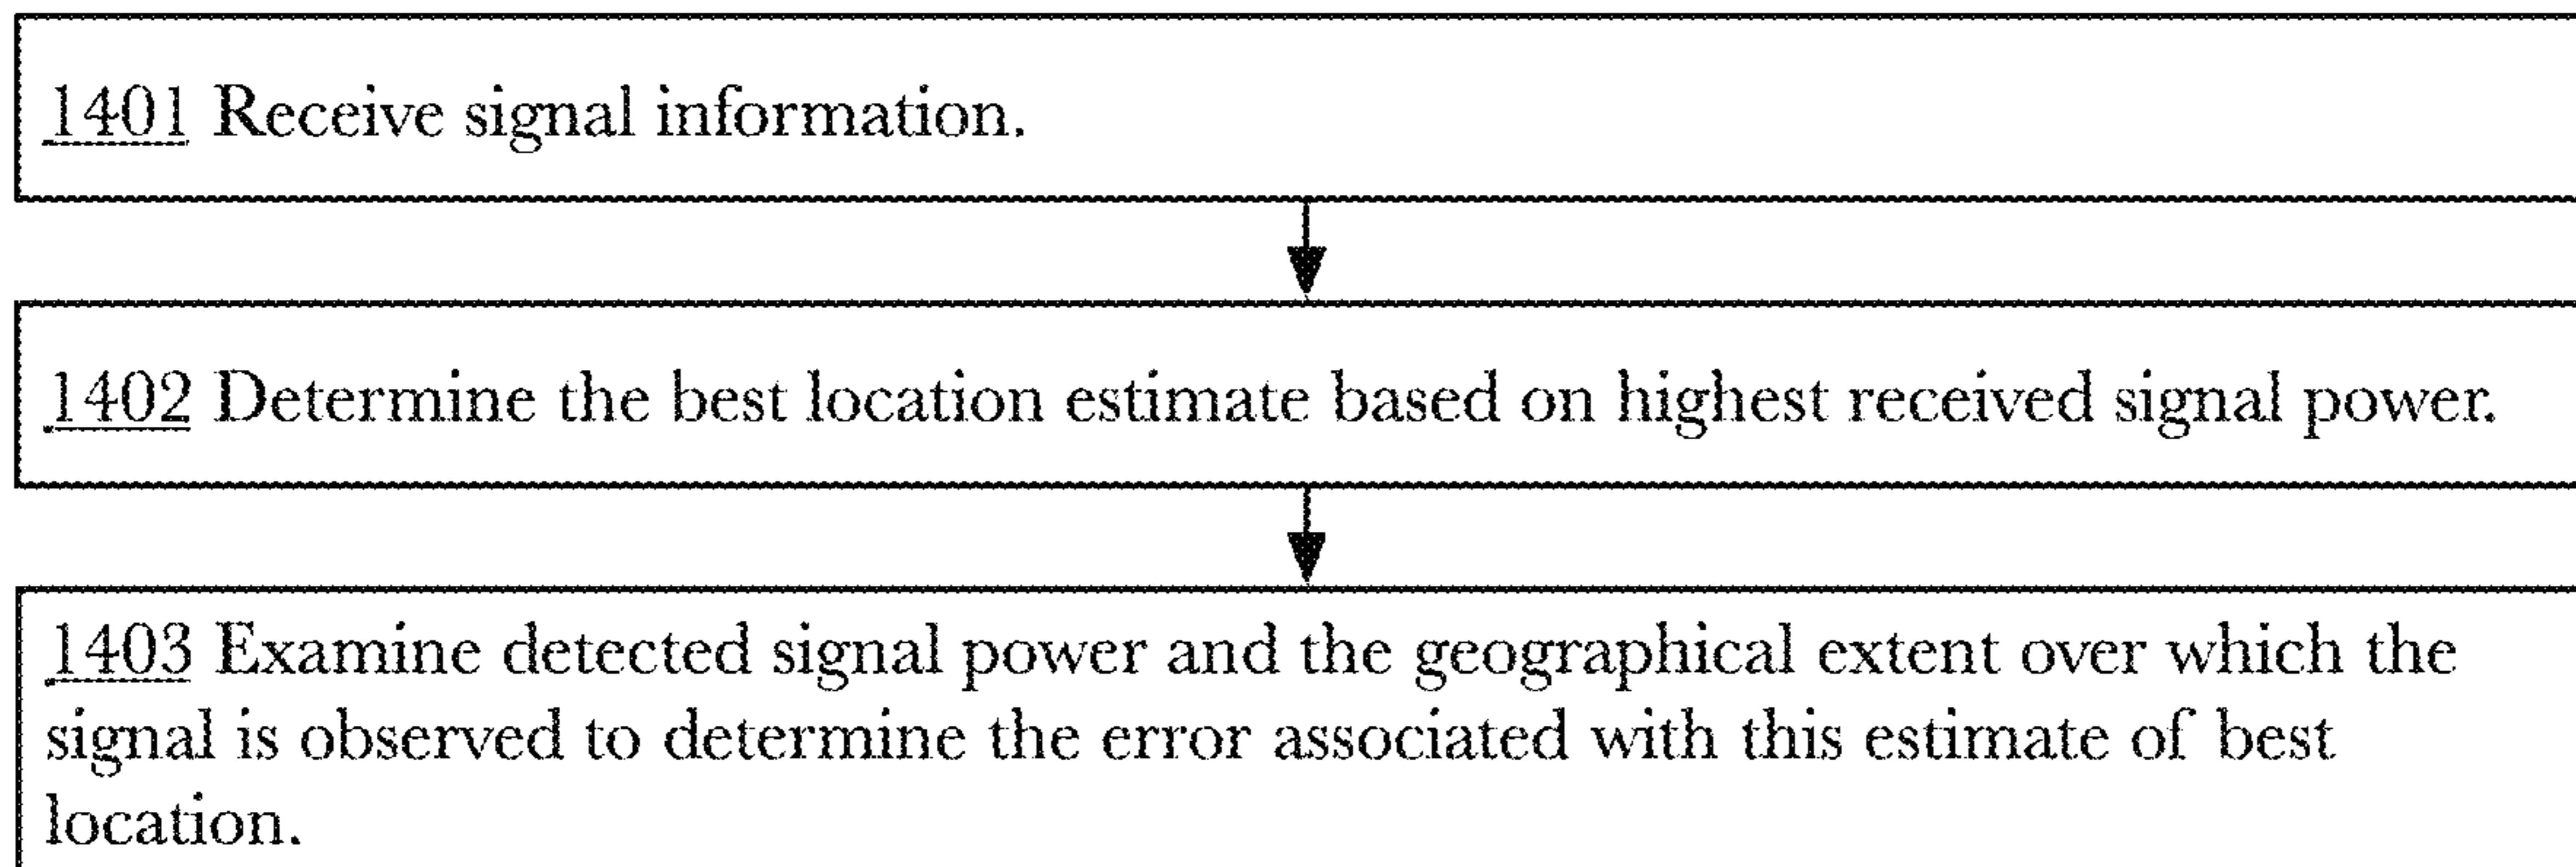 1401 Receive signal information.
1402 Determine the best location estimate based on highest received signal power.
1403 Examine detected signal power and the geographical extent over which the
signal is observed to determine the error associated with this estimate of best
location.